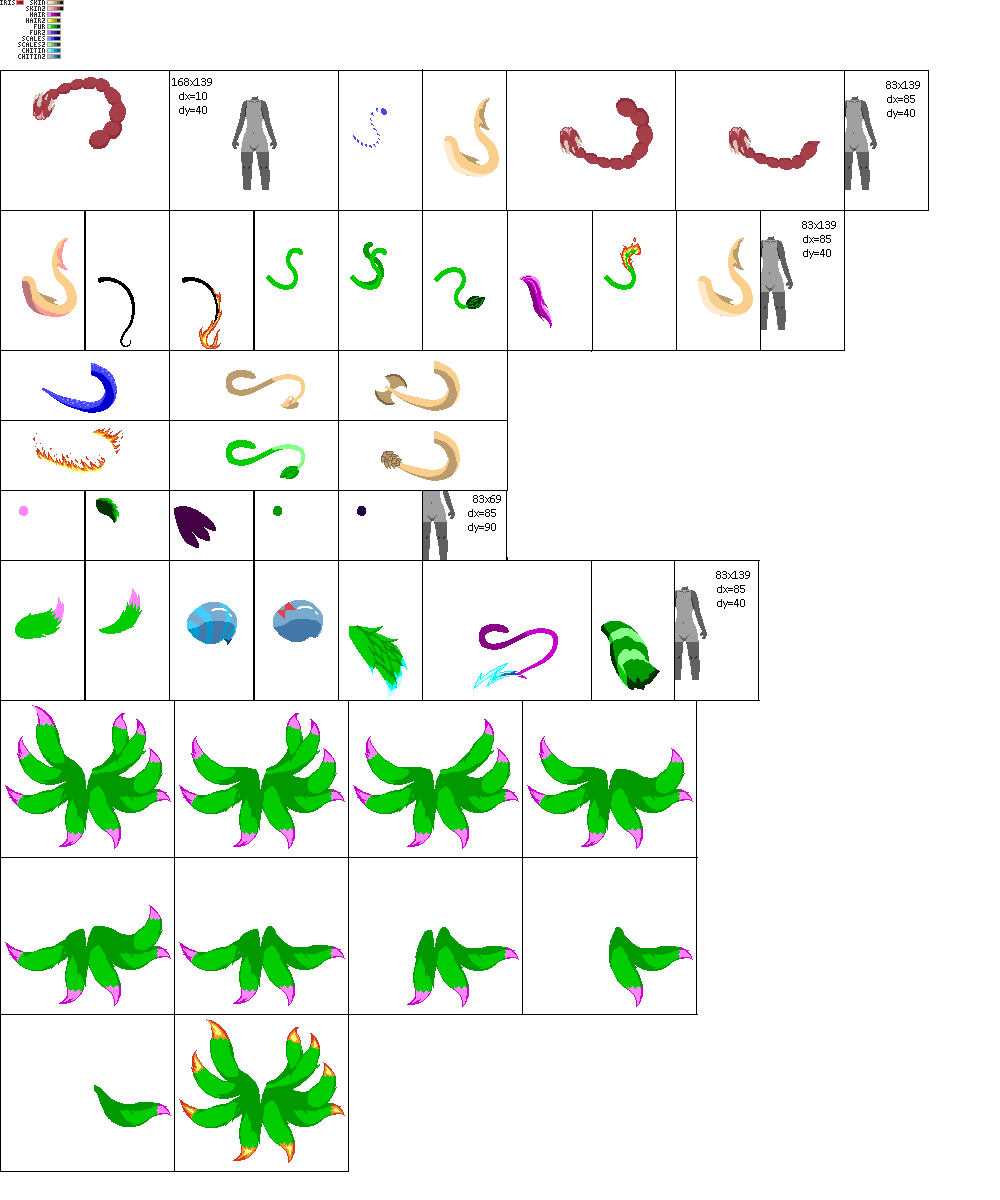 IRIS SKIN
SKIN2
HAIR
HAIR2
FUR
FUR2
SCALES
SCALES2
CHITIN
CHITIN2
168x139
dx=10
dy=40
83x139
dx=85
dy=40
83x139
dx=85
dy=40
83x69
dx=85
dy=90
83x139
dx=85
dy=40